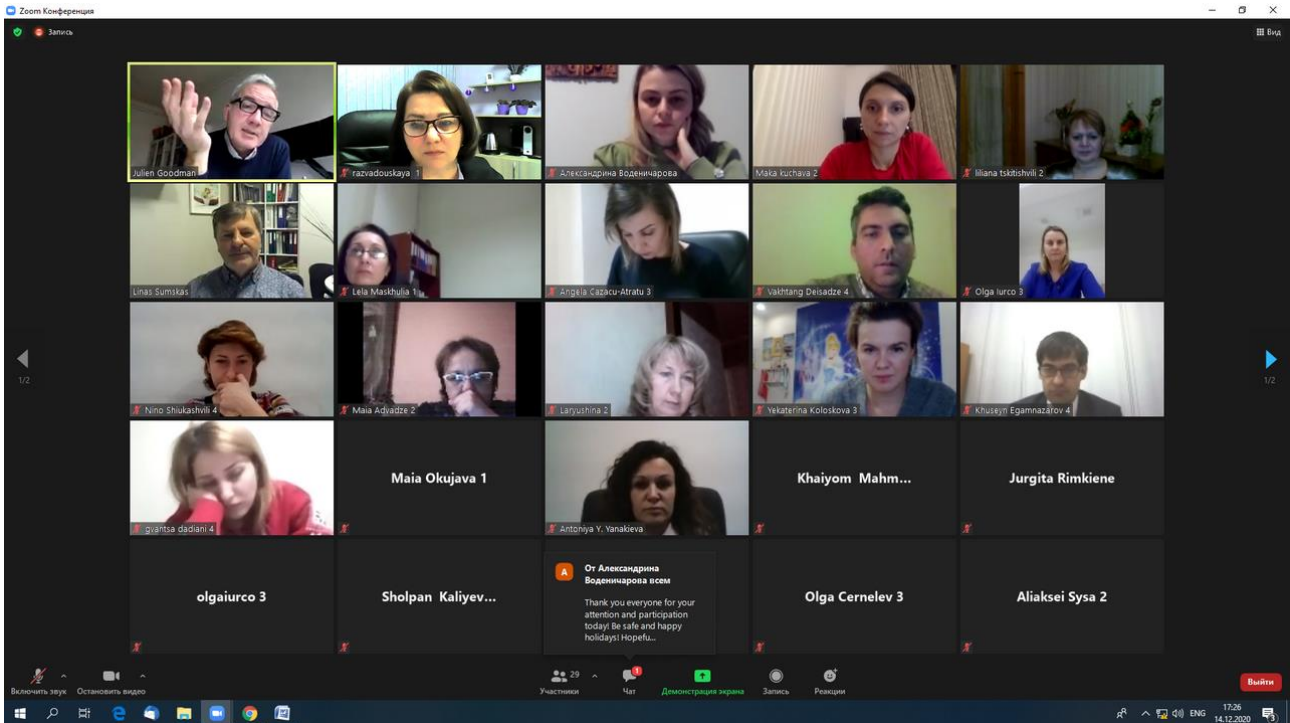 Zoom Конференция
Запись
Вид
Julien Goodman
razvadouskaya 1
Александрина Воденичарова
Maka kuchava 2
liliana tskitishvili 2
Linas Sumskas
Lela Maskhulia 1
Angela Cazacu-Atratu 3
Vakhtang Deisadze 4
Olga Iurco 3
1/2
1/2
Nino Shiukashvili 4
Maia Advadze 2
Laryushina 2
Yekaterina Koloskova 3
Khuseyn Egamnazarov 4
gvantsa dadiani 4
Maia Okujava 1
Antoniya Y. Yanakieva
Khaiyom Mahm...
Jurgita Rimkiene
olgaiurco 3
Sholpan Kaliyev...
A
От Александрина
Воденичарова всем
Thank you everyone for your
attention and participation
today! Be safe and happy
holidays! Hopefu...
Olga Cernelev 3
Aliaksei Sysa 2
Включить звук
Остановить видео
29
Участники
1
Чат
Демонстрация экрана
Запись
Реакции
Выйти
ENG
17:26
14.12.2020
3